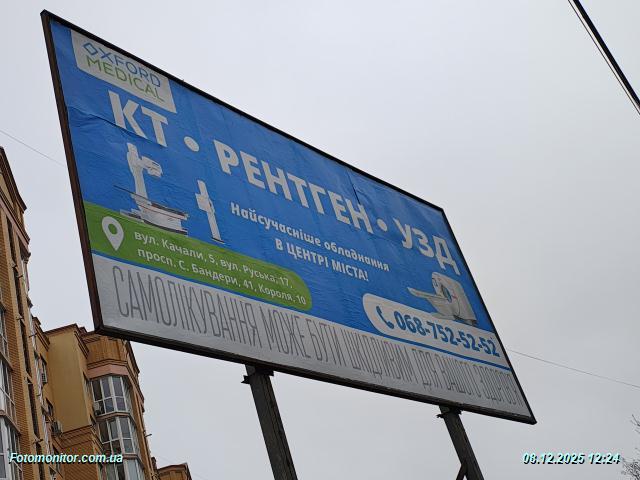 OXFORD
MEDICAL
КТ • РЕНТГЕН • УЗД
Найсучасніше обладнання
В ЦЕНТРІ МІСТА!
вул. Качали, 5, вул. Руська, 17,
просп. С. Бандери, 41, Короля, 10
068-752-52-52
САМОЛІКУВАННЯ МОЖЕ БУТИ ШКІДЛИВИМ ДЛЯ ВАШОГО ЗДОРОВ'Я
Fotomonitor.com.ua
08.12.2025 12:24